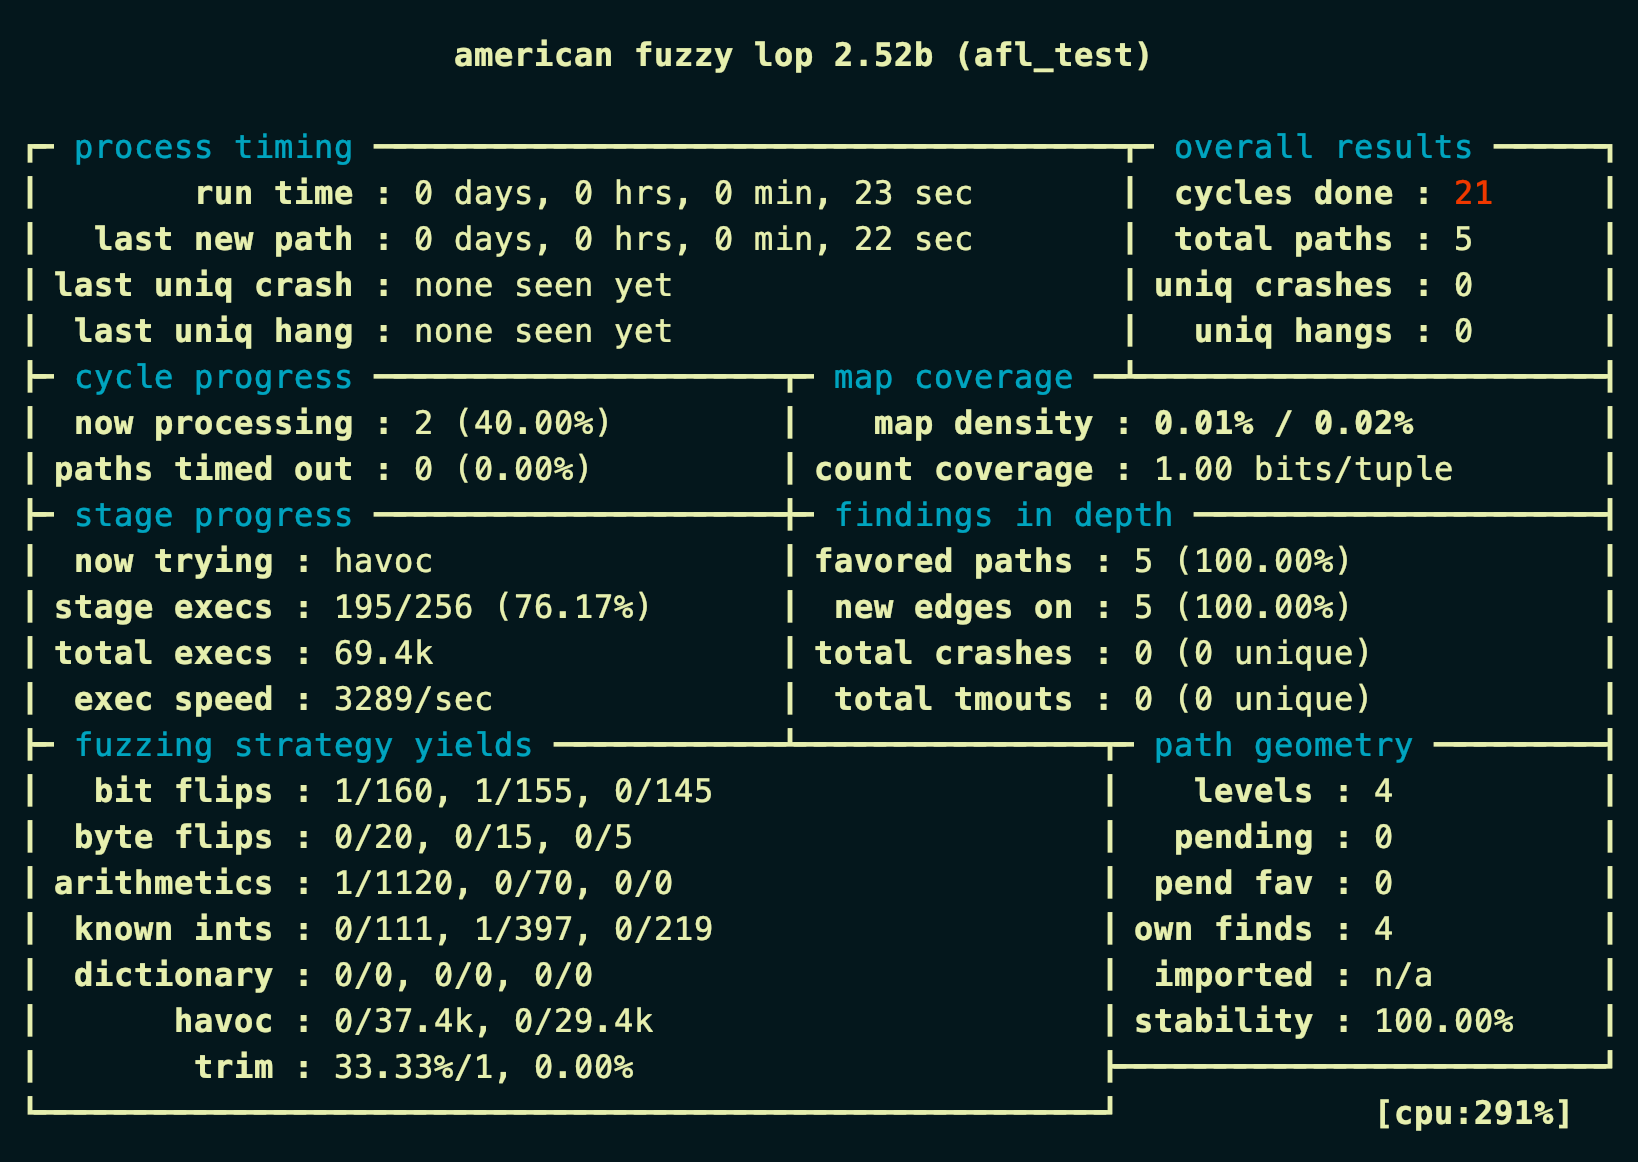 american fuzzy lop 2.52b (afl_test)
process timing overall results
run time : 0 days, 0 hrs, 0 min, 23 sec cycles done : 21
last new path : 0 days, 0 hrs, 0 min, 22 sec total paths : 5
last uniq crash : none seen yet uniq crashes : 0
last uniq hang : none seen yet uniq hangs : 0
cycle progress map coverage
now processing : 2 (40.00%) map density : 0.01% / 0.02%
paths timed out : 0 (0.00%) count coverage : 1.00 bits/tuple
stage progress findings in depth
now trying : havoc favored paths : 5 (100.00%)
stage execs : 195/256 (76.17%) new edges on : 5 (100.00%)
total execs : 69.4k total crashes : 0 (0 unique)
exec speed : 3289/sec total tmouts : 0 (0 unique)
fuzzing strategy yields path geometry
bit flips : 1/160, 1/155, 0/145 levels : 4
byte flips : 0/20, 0/15, 0/5 pending : 0
arithmetics : 1/1120, 0/70, 0/0 pend fav : 0
known ints : 0/111, 1/397, 0/219 own finds : 4
dictionary : 0/0, 0/0, 0/0 imported : n/a
havoc : 0/37.4k, 0/29.4k stability : 100.00%
trim : 33.33%/1, 0.00%
[cpu:291%]